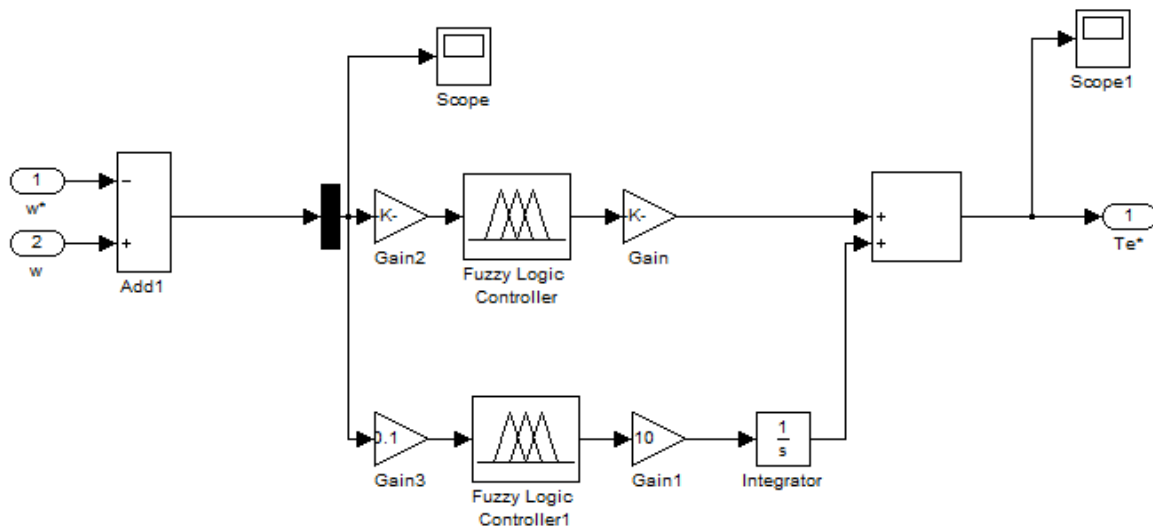 Scope
Scope1
1
w*
2
w
−
+
Add1
K-
Gain2
Fuzzy Logic
Controller
K-
Gain
+
+
1
Te*
0.1
Gain3
Fuzzy Logic
Controller1
10
Gain1
1
s
Integrator